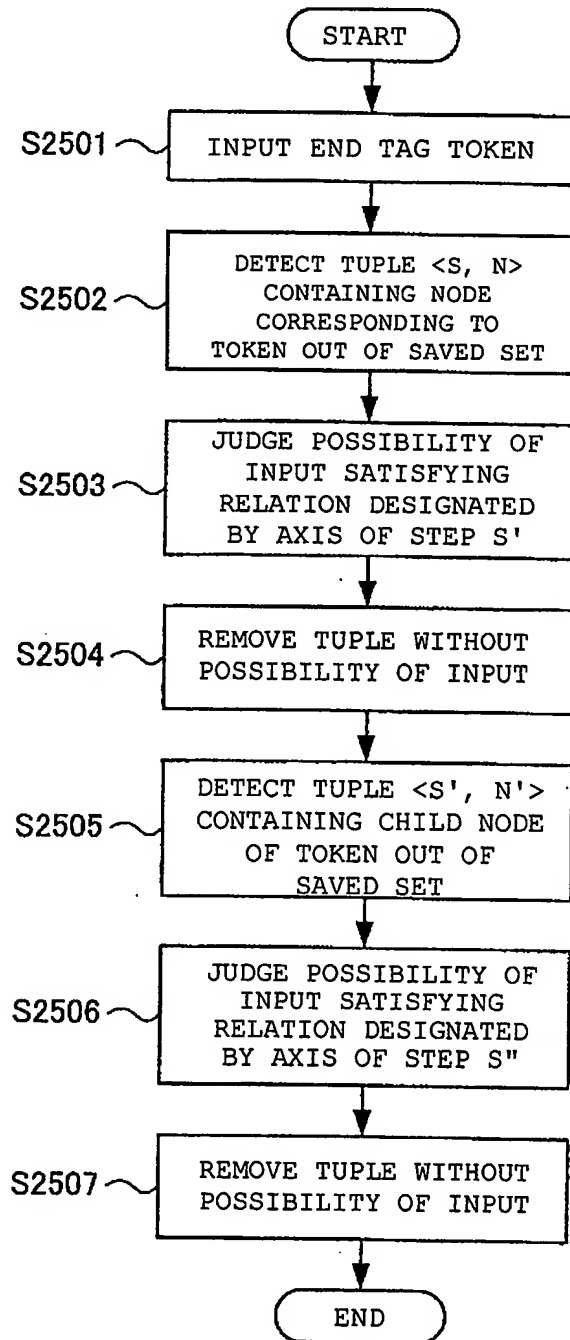 START
S2501
INPUT END TAG TOKEN
S2502
DETECT TUPLE <S, N>
CONTAINING NODE
CORRESPONDING TO
TOKEN OUT OF SAVED SET
S2503
JUDGE POSSIBILITY OF
INPUT SATISFYING
RELATION DESIGNATED
BY AXIS OF STEP S'
S2504
REMOVE TUPLE WITHOUT
POSSIBILITY OF INPUT
S2505
DETECT TUPLE <S', N'>
CONTAINING CHILD NODE
OF TOKEN OUT OF
SAVED SET
S2506
JUDGE POSSIBILITY OF
INPUT SATISFYING
RELATION DESIGNATED
BY AXIS OF STEP S"
S2507
REMOVE TUPLE WITHOUT
POSSIBILITY OF INPUT
END